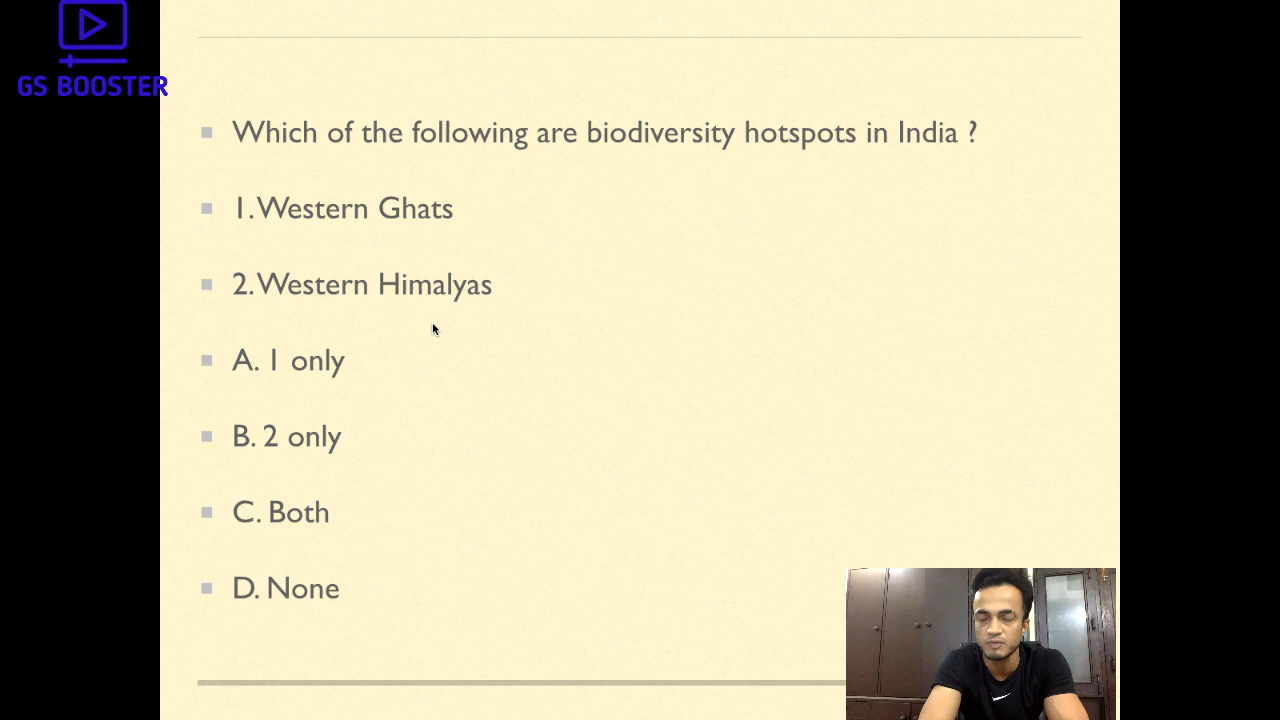 GS BOOSTER
Which of the following are biodiversity hotspots in India ?
1. Western Ghats
2. Western Himalyas
A. 1 only
B. 2 only
C. Both
D. None